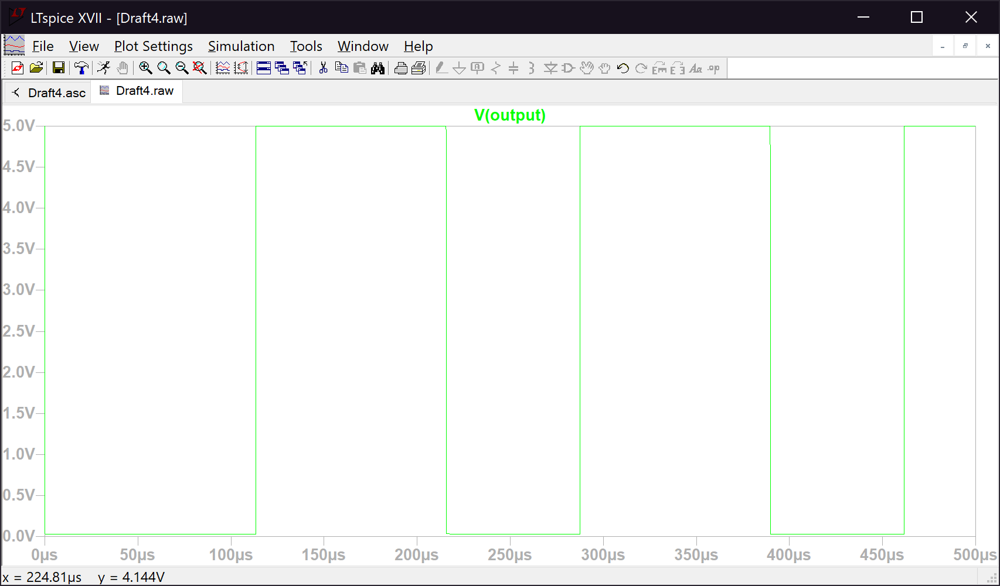 LTspice XVII - [Draft4.raw]
File View Plot Settings Simulation Tools Window Help
Draft4.asc Draft4.raw
V(output)
5.0V
4.5V
4.0V
3.5V
3.0V
2.5V
2.0V
1.5V
1.0V
0.5V
0.0V
0µs 50µs 100µs 150µs 200µs 250µs 300µs 350µs 400µs 450µs 500µs
x = 224.81µs y = 4.144V